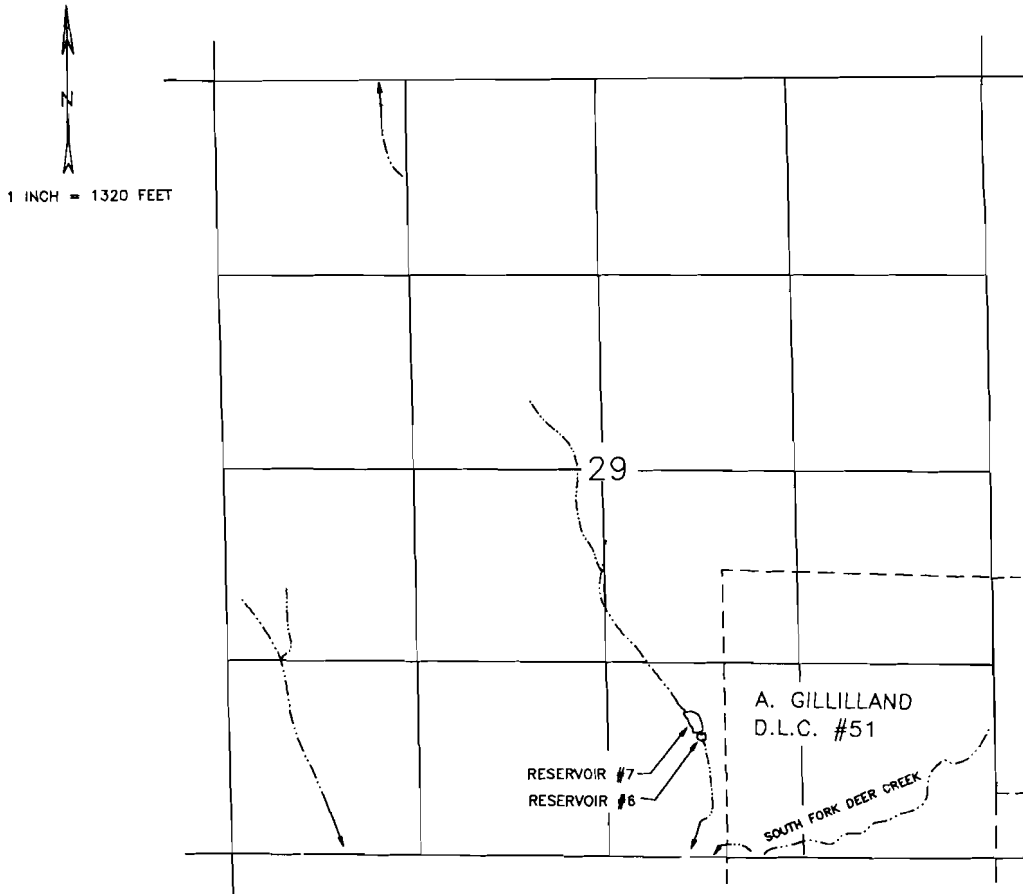 N
1 INCH = 1320 FEET
29
A. GILLILLAND
D.L.C. #51
RESERVOIR #7
RESERVOIR #6
SOUTH FORK DEER CREEK